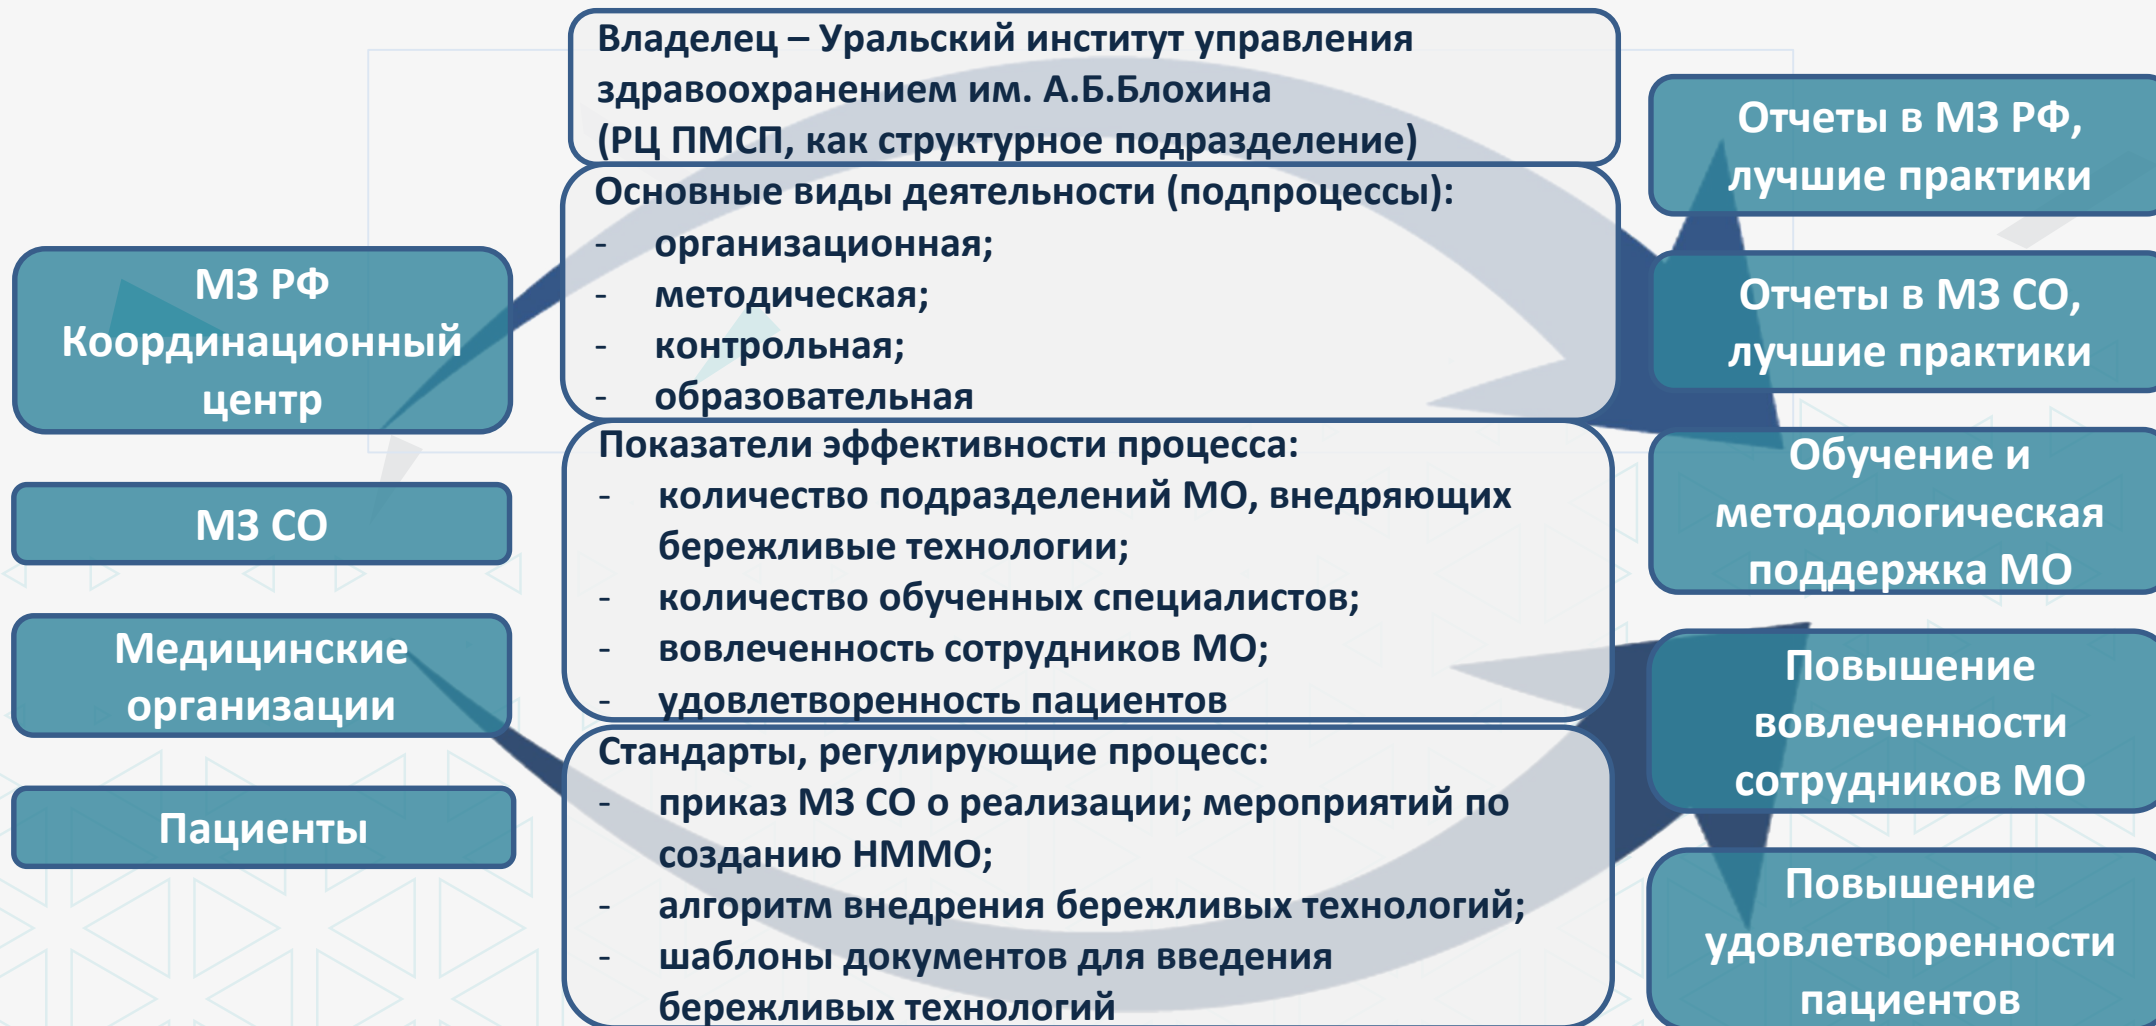 МЗ РФ
Координационный
центр
МЗ СО
Медицинские
организации
Пациенты
Владелец – Уральский институт управления
здравоохранением им. А.Б.Блохина
(РЦ ПМСП, как структурное подразделение)
Основные виды деятельности (подпроцессы):
- организационная;
- методическая;
- контрольная;
- образовательная
Показатели эффективности процесса:
- количество подразделений МО, внедряющих
бережливые технологии;
- количество обученных специалистов;
- вовлеченность сотрудников МО;
- удовлетворенность пациентов
Стандарты, регулирующие процесс:
- приказ МЗ СО о реализации; мероприятий по
созданию НММО;
- алгоритм внедрения бережливых технологий;
- шаблоны документов для введения
бережливых технологий
Отчеты в МЗ РФ,
лучшие практики
Отчеты в МЗ СО,
лучшие практики
Обучение и
методологическая
поддержка МО
Повышение
вовлеченности
сотрудников МО
Повышение
удовлетворенности
пациентов